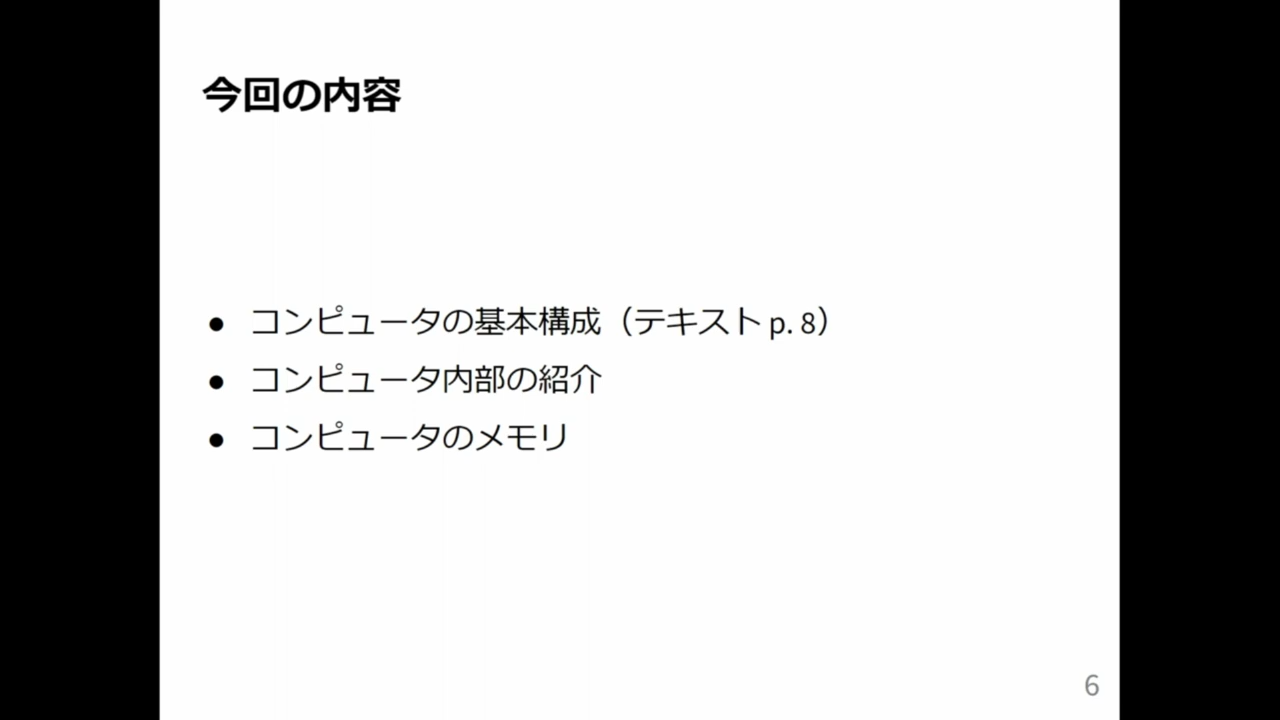 今回の内容
● コンピュータの基本構成（テキスト p. 8）
● コンピュータ内部の紹介
● コンピュータのメモリ
6